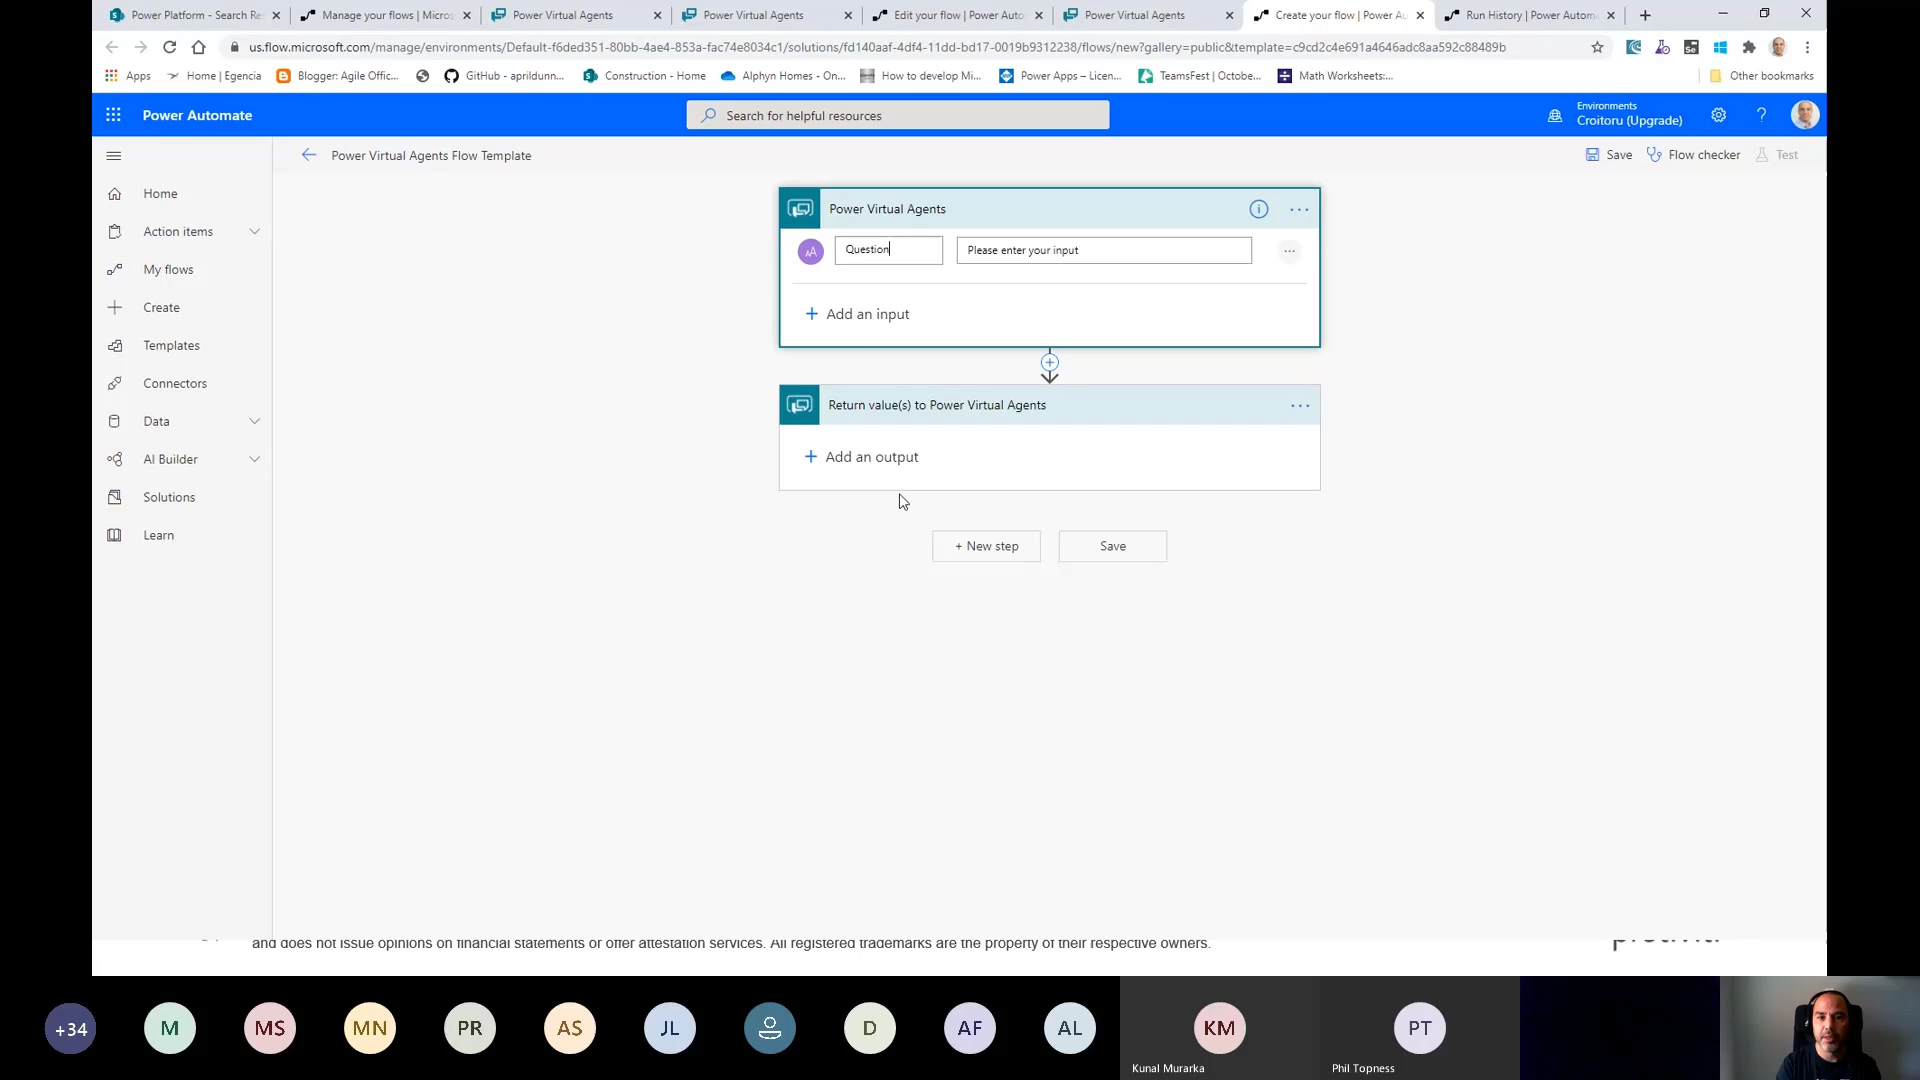 Power Platform - Search Re
Manage your flows | Micros
Power Virtual Agents
Power Virtual Agents
Edit your flow | Power Auto
Power Virtual Agents
Create your flow | Power Au
Run History | Power Autom
us.flow.microsoft.com/manage/environments/Default-f6ded351-80bb-4ae4-853a-fac74e8034c1/solutions/fd140aaf-4df4-11dd-bd17-0019b9312238/flows/new?gallery=public&template=c9cd2c4e691a4646adc8aa592c88489b
Apps
Home | Egencia
Blogger: Agile Offic...
GitHub - aprildunn...
Construction - Home
Alphyn Homes - On...
How to develop Mi...
Power Apps – Licen...
TeamsFest | Octobe...
Math Worksheets:...
Other bookmarks
Power Automate
Search for helpful resources
Environments
Croitoru (Upgrade)
Power Virtual Agents Flow Template
Save
Flow checker
Test
Home
Action items
My flows
Create
Templates
Connectors
Data
AI Builder
Solutions
Learn
Power Virtual Agents
Question
Please enter your input
Add an input
Return value(s) to Power Virtual Agents
Add an output
+ New step
Save
and does not issue opinions on financial statements or offer attestation services. All registered trademarks are the property of their respective owners.
+34
M
MS
MN
PR
AS
JL
D
AF
AL
KM
Kunal Murarka
PT
Phil Topness